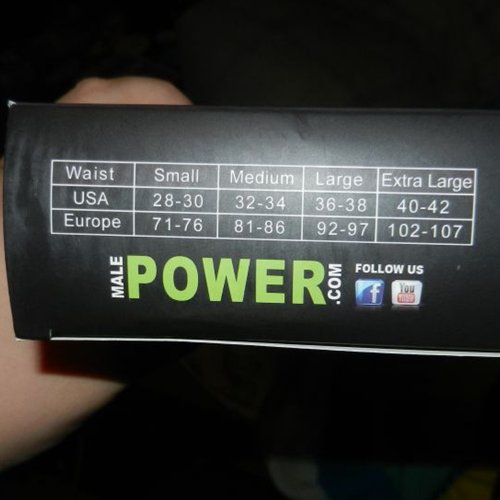 Waist Small Medium Large Extra Large
USA 28-30 32-34 36-38 40-42
Europe 71-76 81-86 92-97 102-107
MALE POWER .COM FOLLOW US
f You Tube